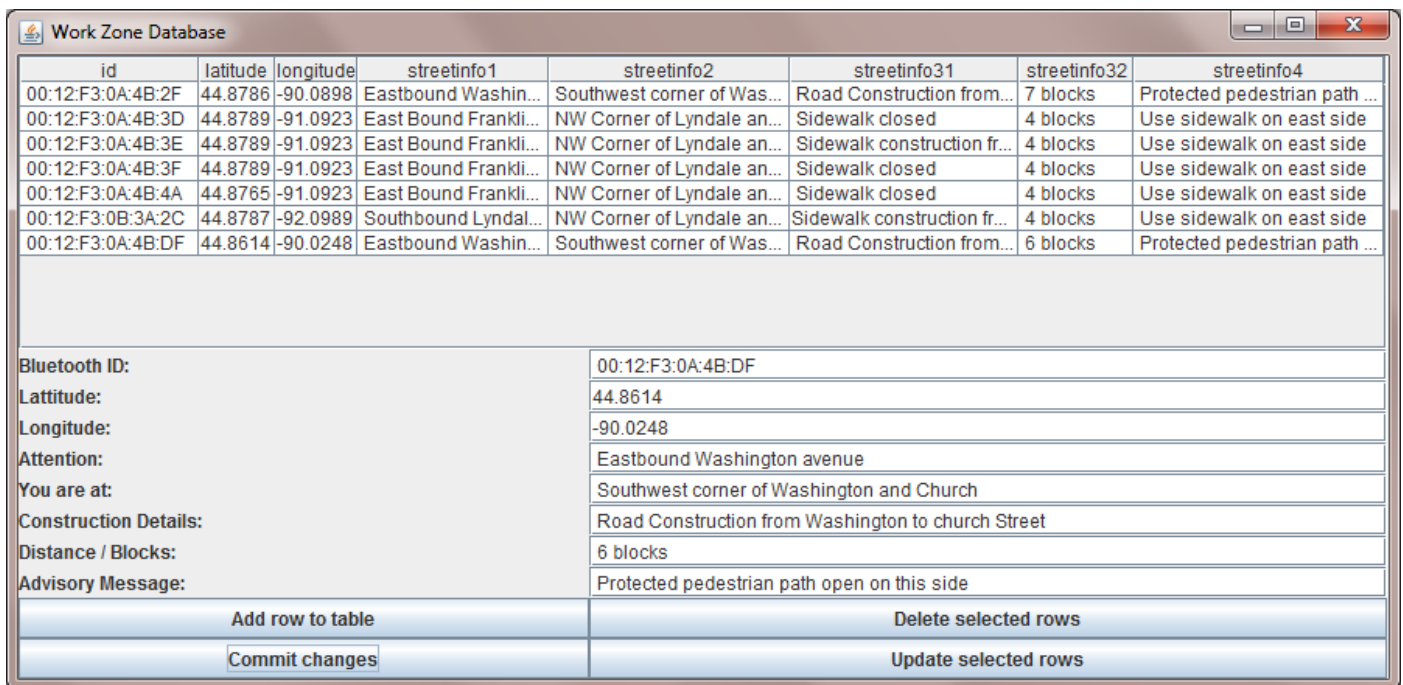 Work Zone Database
id latitude longitude streetinfo1 streetinfo2 streetinfo31 streetinfo32 streetinfo4
00:12:F3:0A:4B:2F 44.8786 -90.0898 Eastbound Washin... Southwest corner of Was... Road Construction from... 7 blocks Protected pedestrian path ...
00:12:F3:0A:4B:3D 44.8789 -91.0923 East Bound Frankli... NW Corner of Lyndale an... Sidewalk closed 4 blocks Use sidewalk on east side
00:12:F3:0A:4B:3E 44.8789 -91.0923 East Bound Frankli... NW Corner of Lyndale an... Sidewalk construction fr... 4 blocks Use sidewalk on east side
00:12:F3:0A:4B:3F 44.8789 -91.0923 East Bound Frankli... NW Corner of Lyndale an... Sidewalk closed 4 blocks Use sidewalk on east side
00:12:F3:0A:4B:4A 44.8765 -91.0923 East Bound Frankli... NW Corner of Lyndale an... Sidewalk closed 4 blocks Use sidewalk on east side
00:12:F3:0B:3A:2C 44.8787 -92.0989 Southbound Lyndal... NW Corner of Lyndale an... Sidewalk construction fr... 4 blocks Use sidewalk on east side
00:12:F3:0A:4B:DF 44.8614 -90.0248 Eastbound Washin... Southwest corner of Was... Road Construction from... 6 blocks Protected pedestrian path ...
Bluetooth ID: 00:12:F3:0A:4B:DF
Lattitude: 44.8614
Longitude: -90.0248
Attention: Eastbound Washington avenue
You are at: Southwest corner of Washington and Church
Construction Details: Road Construction from Washington to church Street
Distance / Blocks: 6 blocks
Advisory Message: Protected pedestrian path open on this side
Add row to table Delete selected rows
Commit changes Update selected rows